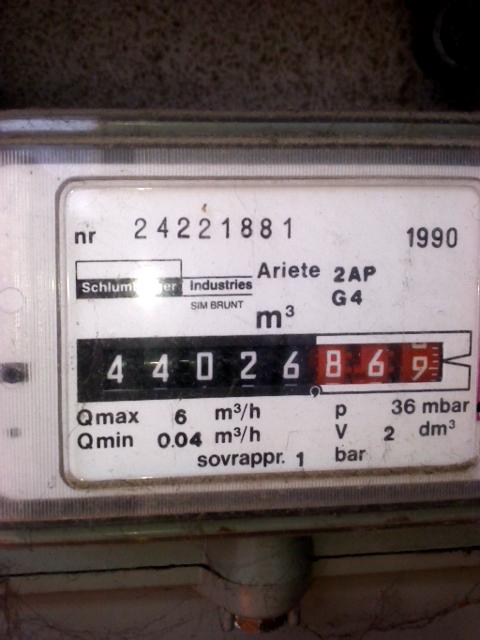 nr 24221881 1990
Industries
Ariete 2AP
G4
SIM BRUNT
m³
44026869
Qmax 6 m³/h p 36 mbar
Qmin 0.04 m³/h V 2 dm³
sovrappr. 1 bar